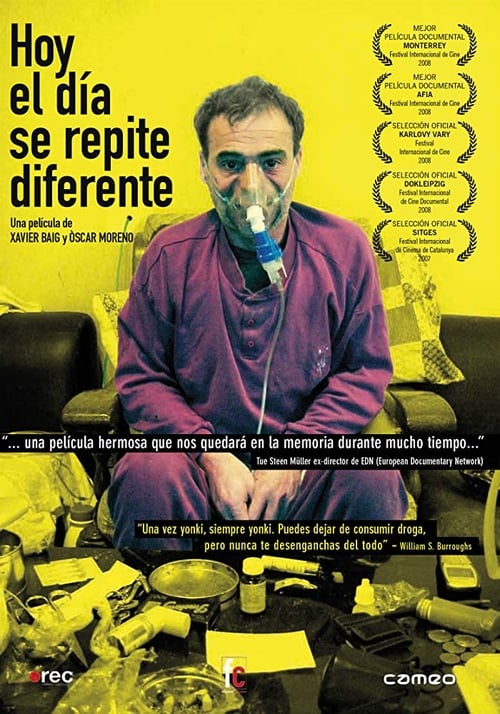 Hoy
el día
se repite
diferente
Una película de
XAVIER BAIG y ÒSCAR MORENO
MEJOR
PELÍCULA DOCUMENTAL
MONTERREY
Festival Internacional de Cine
2008
MEJOR
PELÍCULA DOCUMENTAL
AFIA
Festival Internacional de Cine
2008
SELECCIÓN OFICIAL
KARLOVY VARY
Festival
Internacional de Cine
2008
SELECCIÓN OFICIAL
DOKLEIPZIG
Festival Internacional
de Cine Documental
2008
SELECCIÓN OFICIAL
SITGES
Festival Internacional
de Cinema de Catalunya
2007
"... una película hermosa que nos quedará en la memoria durante mucho tiempo..."
Tue Steen Müller ex-director de EDN (European Documentary Network)
"Una vez yonki, siempre yonki. Puedes dejar de consumir droga,
pero nunca te desenganchas del todo" – William S. Burroughs
rec
fc
cameo